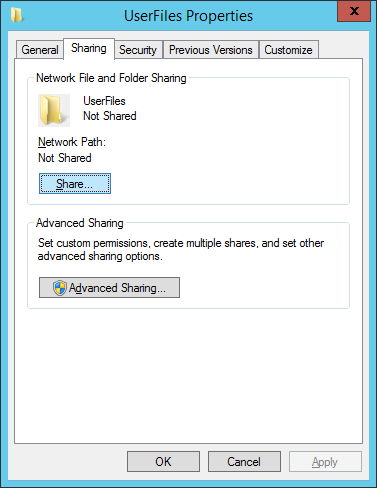 UserFiles Properties
x
General Sharing Security Previous Versions Customize
Network File and Folder Sharing
UserFiles
Not Shared
Network Path:
Not Shared
Share...
Advanced Sharing
Set custom permissions, create multiple shares, and set other
advanced sharing options.
Advanced Sharing...
OK Cancel Apply